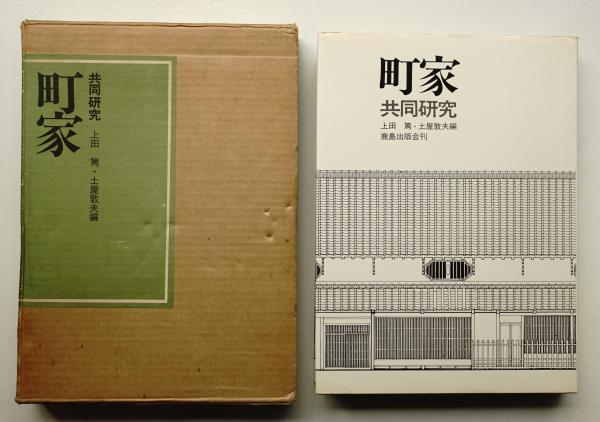 共同研究
町家
上田　篤・土屋敦夫編
町家
共同研究
上田　篤・土屋敦夫編
鹿島出版会刊